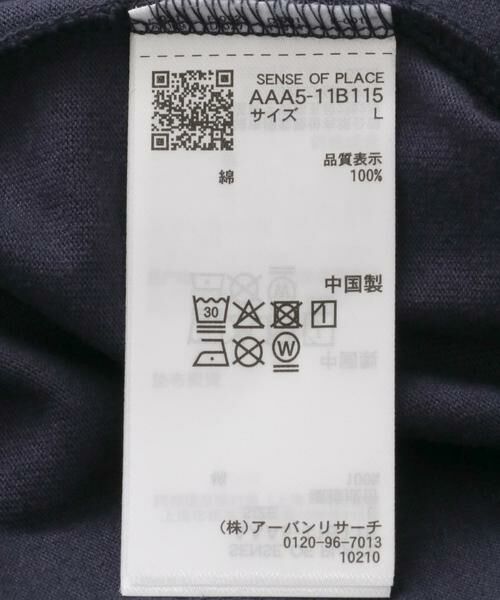 SENSE OF PLACE
AAA5-11B115
サイズ L
品質表示
綿 100%
中国製
30
W
(株)アーバンリサーチ
0120-96-7013
10210